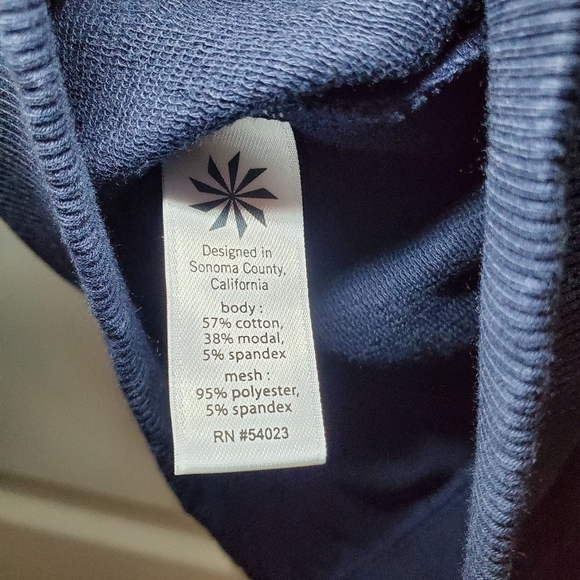 Designed in
Sonoma County,
California
body :
57% cotton,
38% modal,
5% spandex
mesh :
95% polyester,
5% spandex
RN #54023